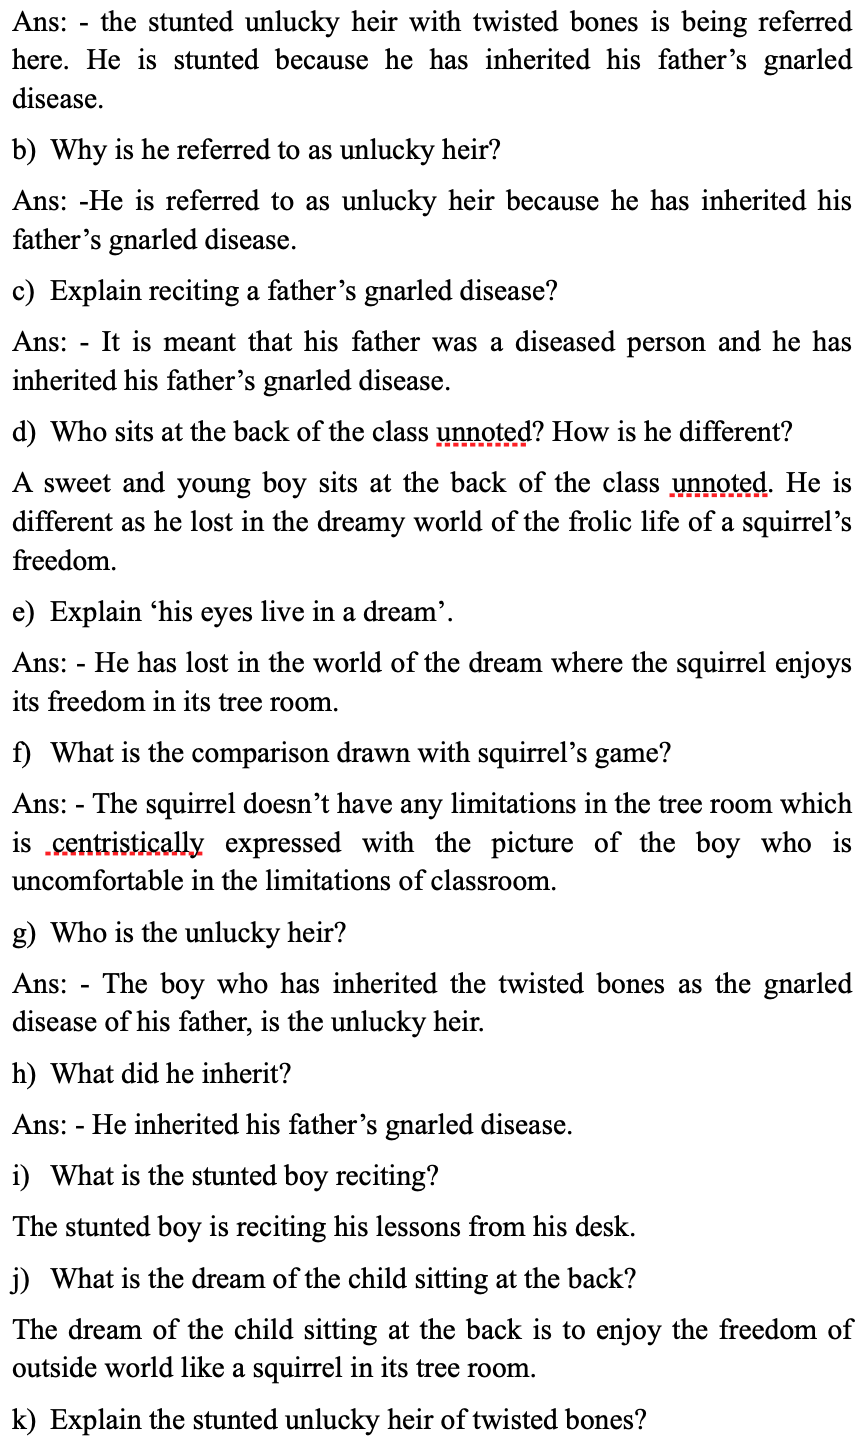 Ans: - the stunted unlucky heir with twisted bones is being referred
here. He is stunted because he has inherited his father’s gnarled
disease.
b) Why is he referred to as unlucky heir?
Ans: -He is referred to as unlucky heir because he has inherited his
father’s gnarled disease.
c) Explain reciting a father’s gnarled disease?
Ans: - It is meant that his father was a diseased person and he has
inherited his father’s gnarled disease.
d) Who sits at the back of the class unnoted? How is he different?
A sweet and young boy sits at the back of the class unnoted. He is
different as he lost in the dreamy world of the frolic life of a squirrel’s
freedom.
e) Explain ‘his eyes live in a dream’.
Ans: - He has lost in the world of the dream where the squirrel enjoys
its freedom in its tree room.
f) What is the comparison drawn with squirrel’s game?
Ans: - The squirrel doesn’t have any limitations in the tree room which
is centristically expressed with the picture of the boy who is
uncomfortable in the limitations of classroom.
g) Who is the unlucky heir?
Ans: - The boy who has inherited the twisted bones as the gnarled
disease of his father, is the unlucky heir.
h) What did he inherit?
Ans: - He inherited his father’s gnarled disease.
i) What is the stunted boy reciting?
The stunted boy is reciting his lessons from his desk.
j) What is the dream of the child sitting at the back?
The dream of the child sitting at the back is to enjoy the freedom of
outside world like a squirrel in its tree room.
k) Explain the stunted unlucky heir of twisted bones?